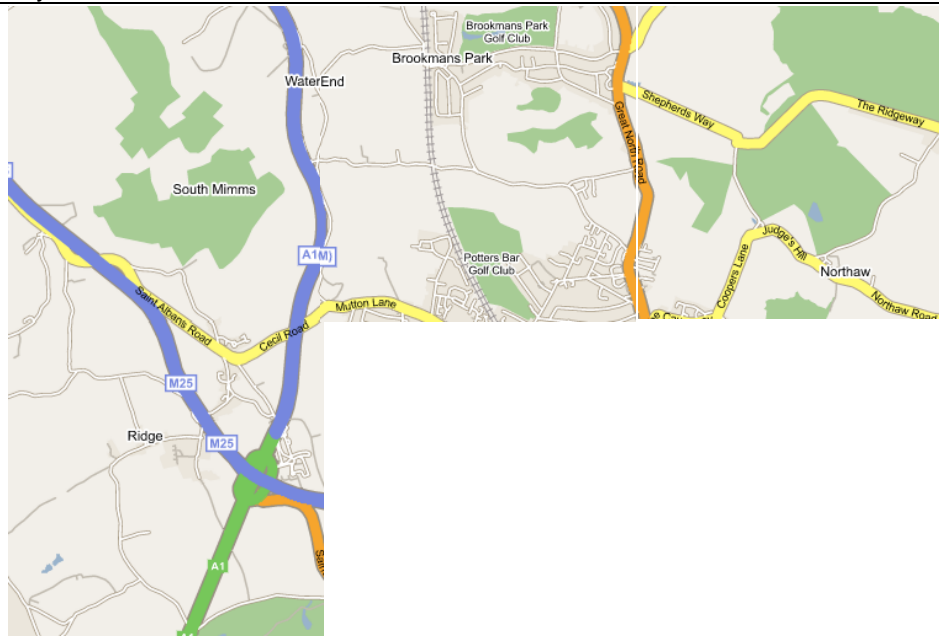 Brookmans Park
Golf Club
Brookmans Park
WaterEnd
Shepherds Way
The Ridgeway
Great North Road
South Mimms
A1M)
Potters Bar
Golf Club
Coopers Lane
Judge's Hill
Northaw
Northaw Road
Saint Albans Road
Mutton Lane
Cecil Road
M25
Ridge
M25
A1